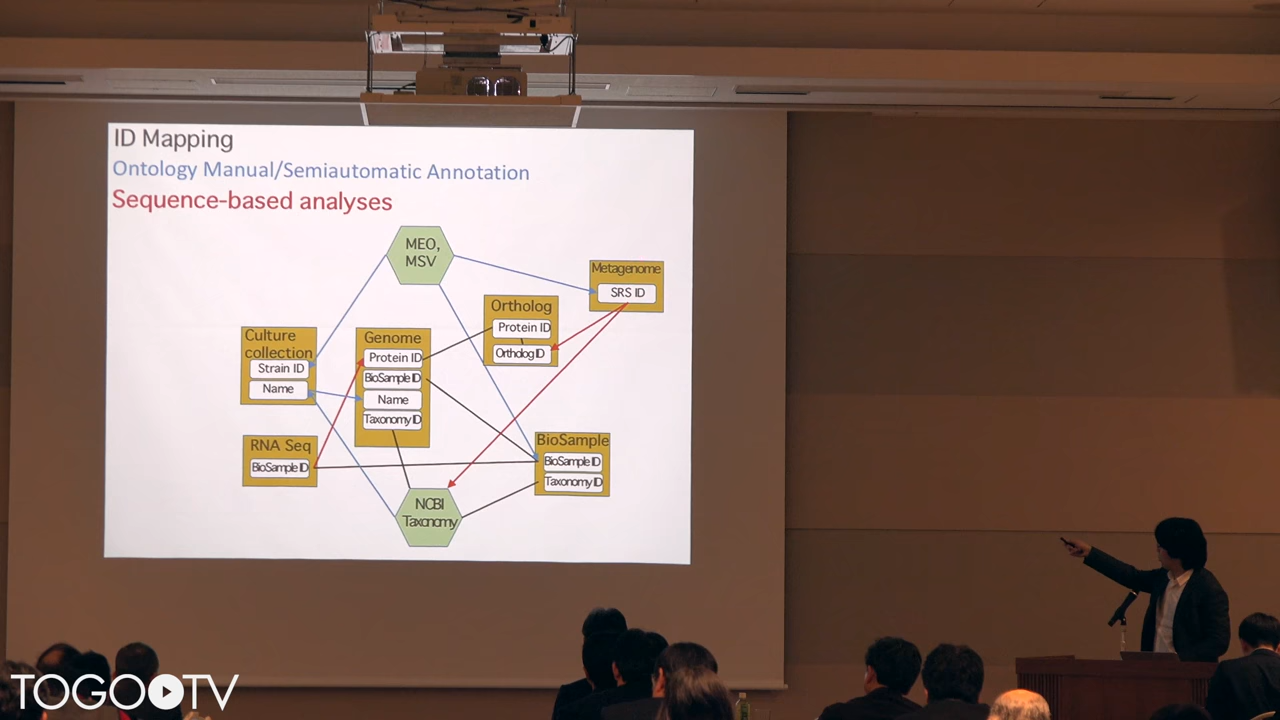 ID Mapping
Ontology Manual/Semiautomatic Annotation
Sequence-based analyses
MEO,
MSV
Metagenome
SRS ID
Ortholog
Protein ID
Ortholog ID
Culture
collection
Strain ID
Name
Genome
Protein ID
BioSample ID
Name
Taxonomy ID
RNA Seq
BioSample ID
BioSample
BioSample ID
Taxonomy ID
NCBI
Taxonomy
TOGO TV